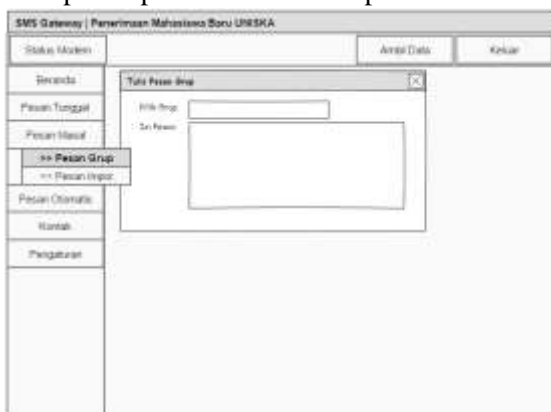 SMS Gateway | Penerimaan Mahasiswa Baru UNISKA
Status Modem
Ambil Data
Keluar
Beranda
Pesan Tunggal
Pesan Masal
>> Pesan Grup
>> Pesan Impor
Pesan Otomatis
Kontak
Pengaturan
Tulis Pesan Grup
Pilih Grup
Isi Pesan